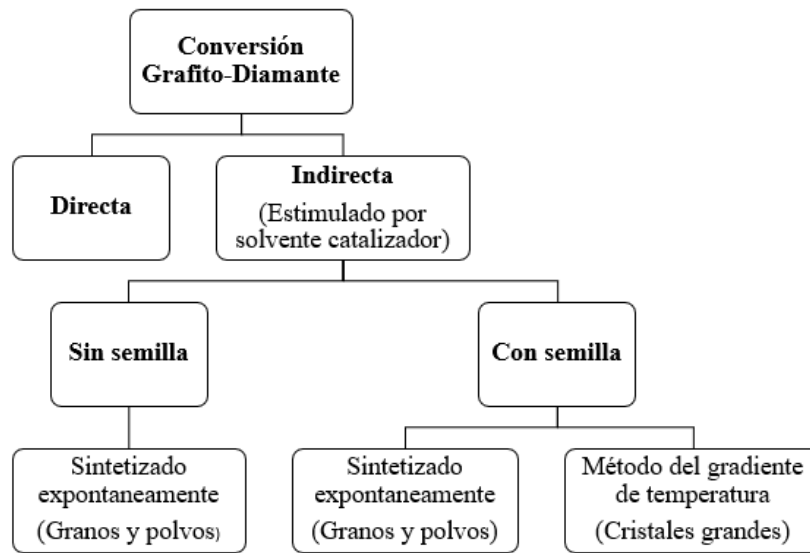 Conversión
Grafito-Diamante
Directa
Indirecta
(Estimulado por
solvente catalizador)
Sin semilla
Con semilla
Sintetizado
expontaneamente
(Granos y polvos)
Sintetizado
expontaneamente
(Granos y polvos)
Método del gradiente
de temperatura
(Cristales grandes)